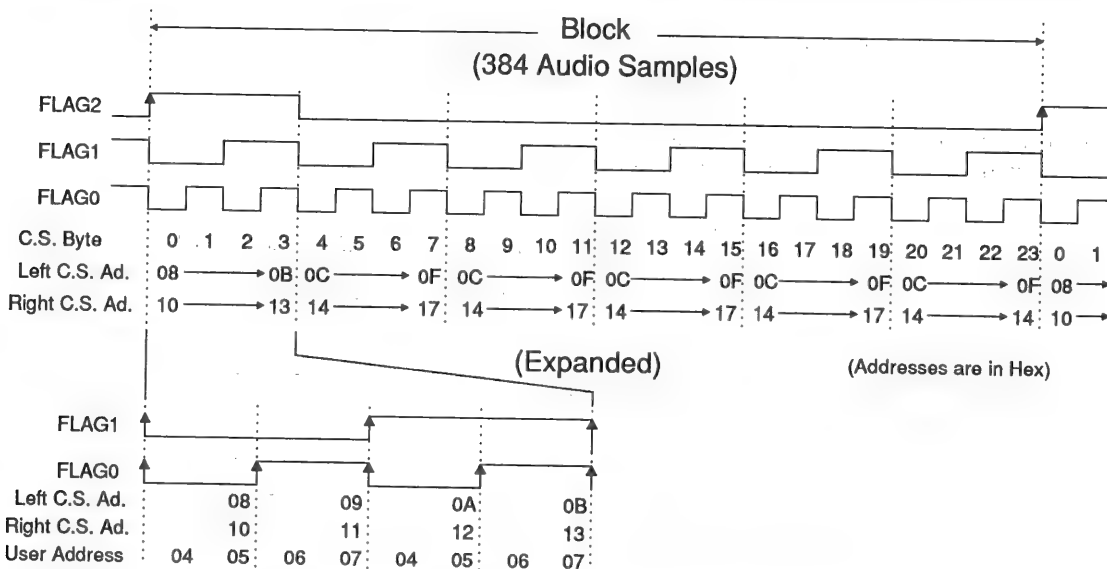 Block
(384 Audio Samples)
FLAG2
FLAG1
FLAG0
C.S. Byte 0 1 2 3 4 5 6 7 8 9 10 11 12 13 14 15 16 17 18 19 20 21 22 23 0 1
Left C.S. Ad. 08 0B 0C 0F 0C 0F 0C 0F 0C 0F 0C 0F 08
Right C.S. Ad. 10 13 14 17 14 17 14 17 14 17 14 14 10
(Expanded)
(Addresses are in Hex)
FLAG1
FLAG0
Left C.S. Ad. 08 09 0A 0B
Right C.S. Ad. 10 11 12 13
User Address 04 05 06 07 04 05 06 07